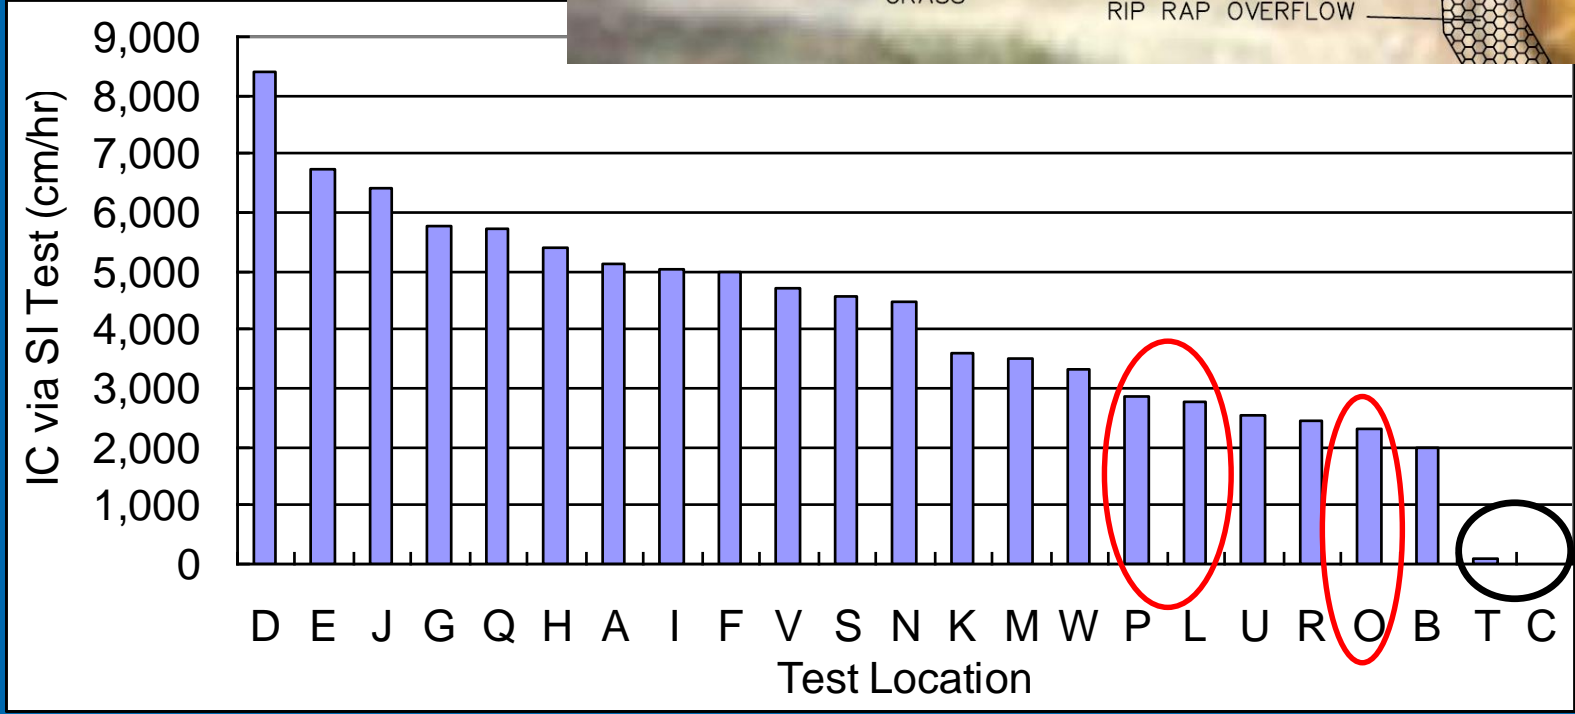 RIP RAP OVERFLOW
9,000
8,000
7,000
6,000
5,000
4,000
3,000
2,000
1,000
0
IC via SI Test (cm/hr)
D E J G Q H A I F V S N K M W P L U R O B T C
Test Location